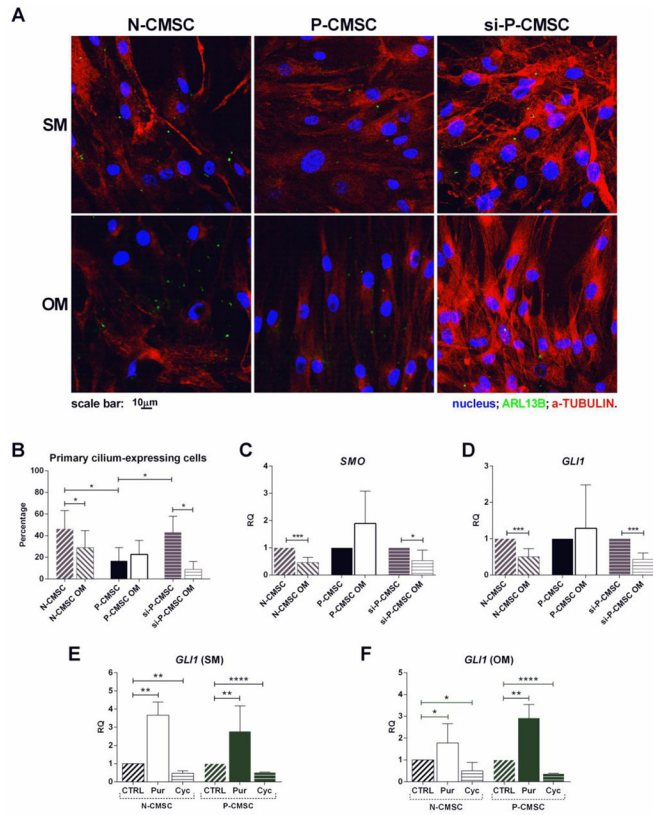 A
N-CMSC P-CMSC si-P-CMSC
SM
OM
scale bar: 10µm nucleus; ARL13B; a-TUBULIN.
B
Primary cilium-expressing cells
Percentage
100
80
60
40
20
0
* * * *
N-CMSC N-CMSC OM P-CMSC P-CMSC OM si-P-CMSC si-P-CMSC OM
C
SMO
RQ
4
3
2
1
0
*** *
N-CMSC N-CMSC OM P-CMSC P-CMSC OM si-P-CMSC si-P-CMSC OM
D
GLI1
RQ
3
2
1
0
*** ***
N-CMSC N-CMSC OM P-CMSC P-CMSC OM si-P-CMSC si-P-CMSC OM
E
GLI1 (SM)
RQ
6
5
4
3
2
1
0
** ****
** **
CTRL Pur Cyc CTRL Pur Cyc
N-CMSC P-CMSC
F
GLI1 (OM)
RQ
5
4
3
2
1
0
* ****
* **
CTRL Pur Cyc CTRL Pur Cyc
N-CMSC P-CMSC